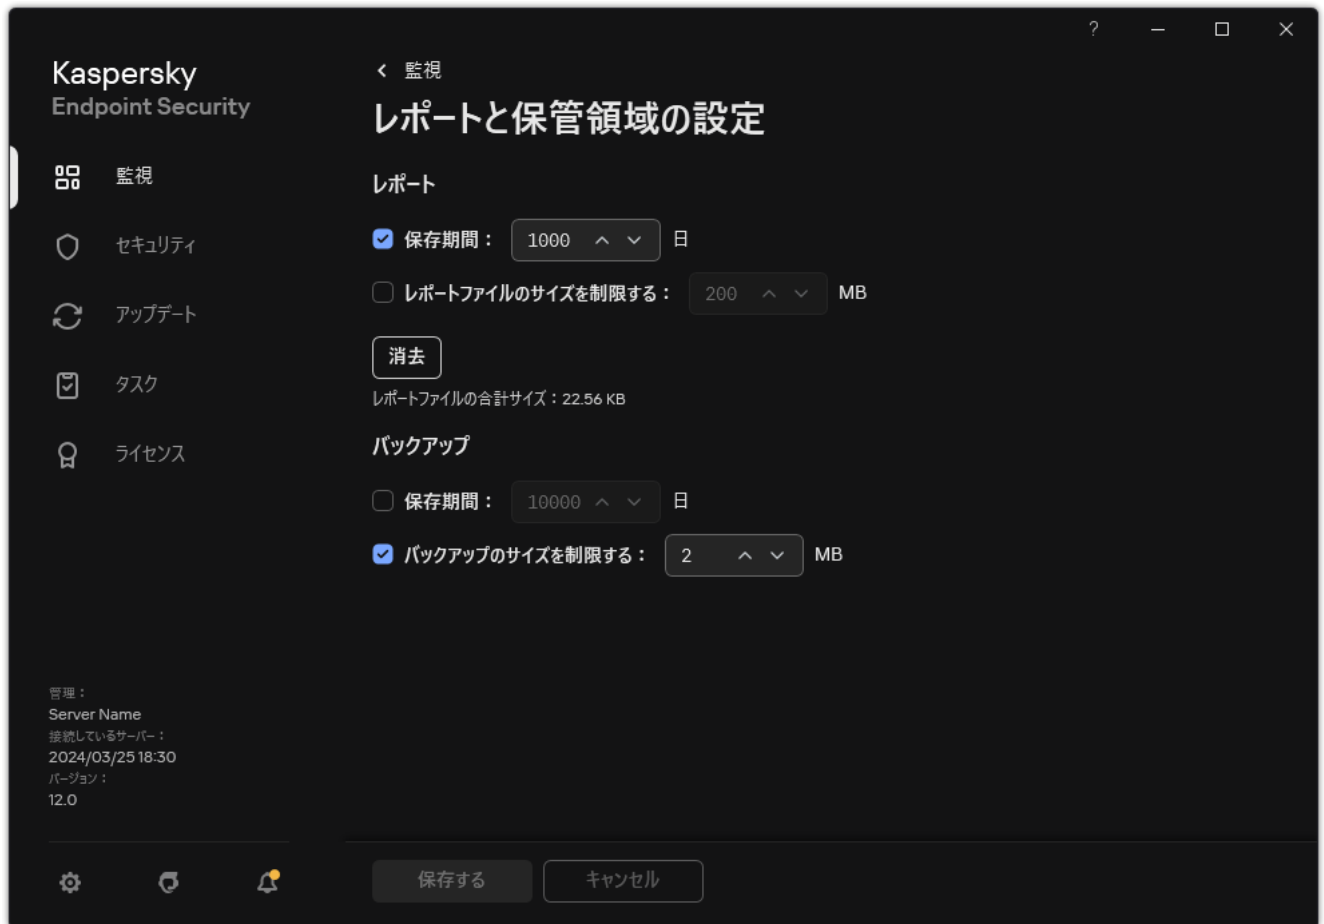 ?
Kaspersky
Endpoint Security
監視
セキュリティ
アップデート
タスク
ライセンス
管理：
Server Name
接続しているサーバー：
2024/03/25 18:30
バージョン：
12.0
監視
レポートと保管領域の設定
レポート
保存期間： 1000 日
レポートファイルのサイズを制限する： 200 MB
消去
レポートファイルの合計サイズ：22.56 KB
バックアップ
保存期間： 10000 日
バックアップのサイズを制限する： 2 MB
保存する キャンセル